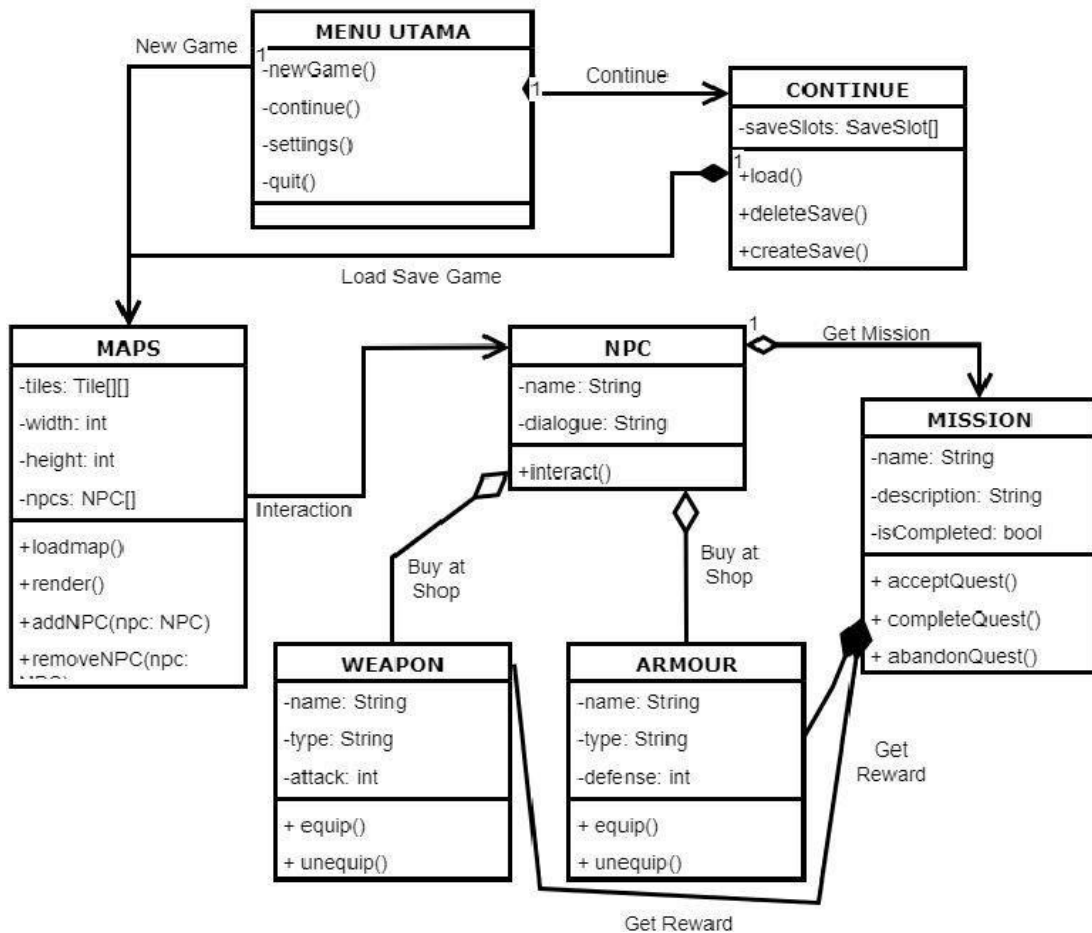 New Game
MENU UTAMA
1
-newGame()
-continue()
-settings()
-quit()
1
Continue
CONTINUE
-saveSlots: SaveSlot[]
1
+load()
+deleteSave()
+createSave()
Load Save Game
MAPS
-tiles: Tile[][]
-width: int
-height: int
-npcs: NPC[]
+loadmap()
+render()
+addNPC(npc: NPC)
+removeNPC(npc:
Interaction
NPC
-name: String
-dialogue: String
+interact()
1
Get Mission
MISSION
-name: String
-description: String
-isCompleted: bool
+ acceptQuest()
+ completeQuest()
+ abandonQuest()
Buy at
Shop
Buy at
Shop
WEAPON
-name: String
-type: String
-attack: int
+ equip()
+ unequip()
ARMOUR
-name: String
-type: String
-defense: int
+ equip()
+ unequip()
Get
Reward
Get Reward